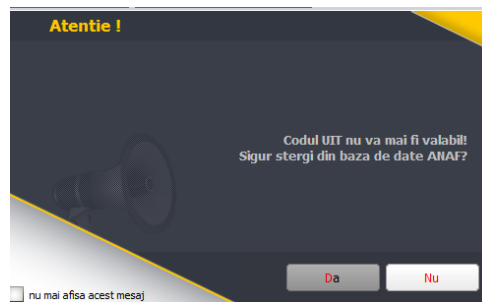 Atentie !
Codul UIT nu va mai fi valabil!
Sigur stergi din baza de date ANAF?
Da
Nu
nu mai afisa acest mesaj